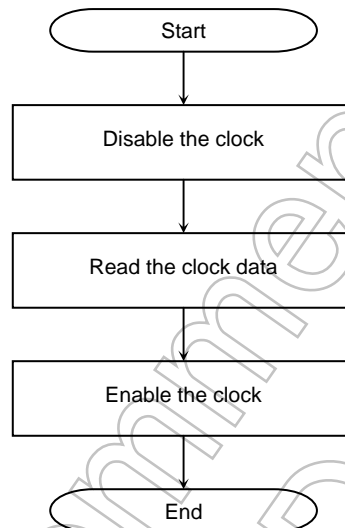 Start
Disable the clock
Read the clock data
Enable the clock
End